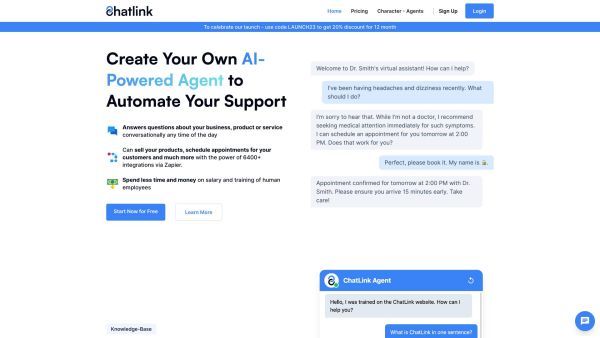 Chatlink
Home Pricing Character - Agents Sign Up Login
To celebrate our launch - use code LAUNCH23 to get 20% discount for 12 month
Create Your Own AI-
Powered Agent to
Automate Your Support
Answers questions about your business, product or service
conversationally any time of the day
Can sell your products, schedule appointments for your
customers and much more with the power of 6400+
integrations via Zapier.
Spend less time and money on salary and training of human
employees
Start Now for Free Learn More
Welcome to Dr. Smith's virtual assistant! How can I help?
I've been having headaches and dizziness recently. What
should I do?
I'm sorry to hear that. While I'm not a doctor, I recommend
seeking medical attention immediately for such symptoms.
I can schedule an appointment for you tomorrow at 2:00
PM. Does that work for you?
Perfect, please book it. My name is 🔒.
Appointment confirmed for tomorrow at 2:00 PM with Dr.
Smith. Please ensure you arrive 15 minutes early. Take
care!
ChatLink Agent
Hello, I was trained on the ChatLink website. How can I
help you?
What is ChatLink in one sentence?
Knowledge-Base